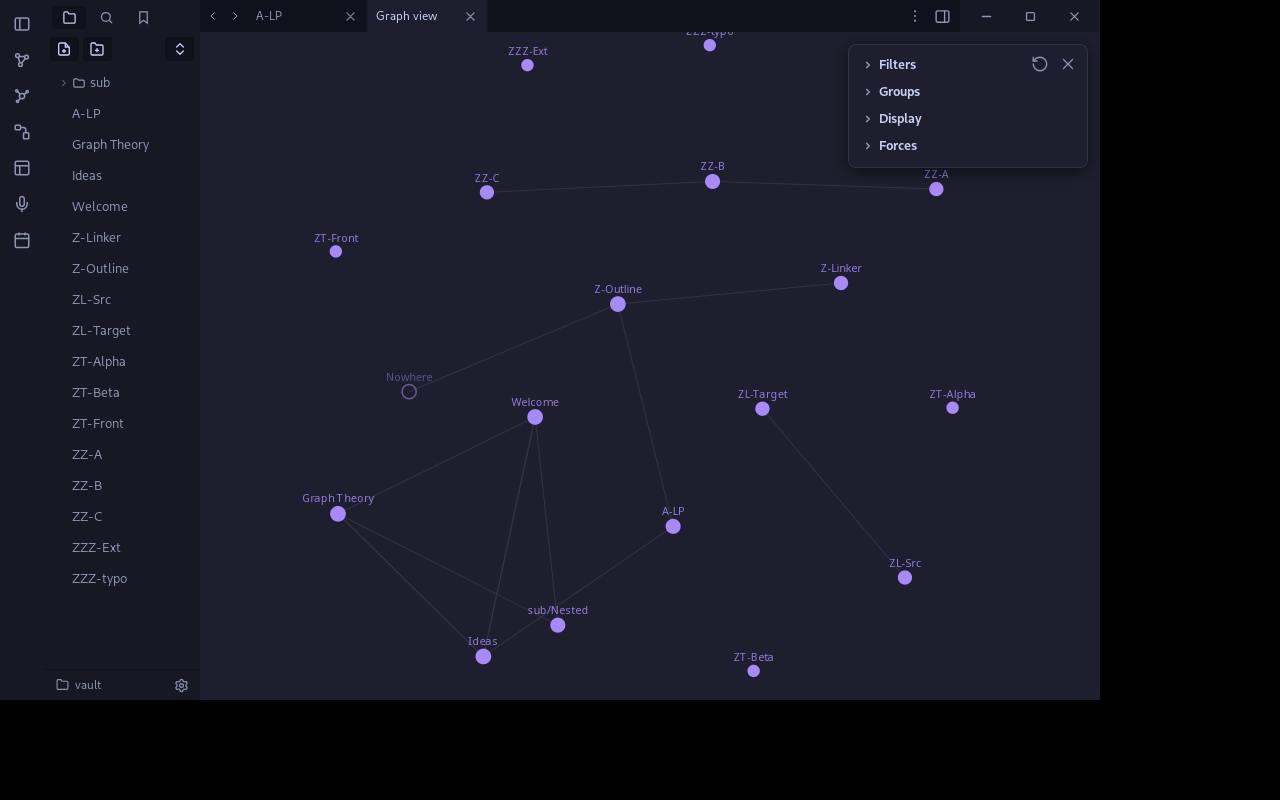 A-LP
Graph view
sub
A-LP
Graph Theory
Ideas
Welcome
Z-Linker
Z-Outline
ZL-Src
ZL-Target
ZT-Alpha
ZT-Beta
ZT-Front
ZZ-A
ZZ-B
ZZ-C
ZZZ-Ext
ZZZ-typo
vault
ZZZ-typo
ZZZ-Ext
Filters
Groups
Display
Forces
ZZ-B
ZZ-C
ZZ-A
ZT-Front
Z-Linker
Z-Outline
Nowhere
Welcome
ZL-Target
ZT-Alpha
Graph Theory
A-LP
ZL-Src
sub/Nested
Ideas
ZT-Beta